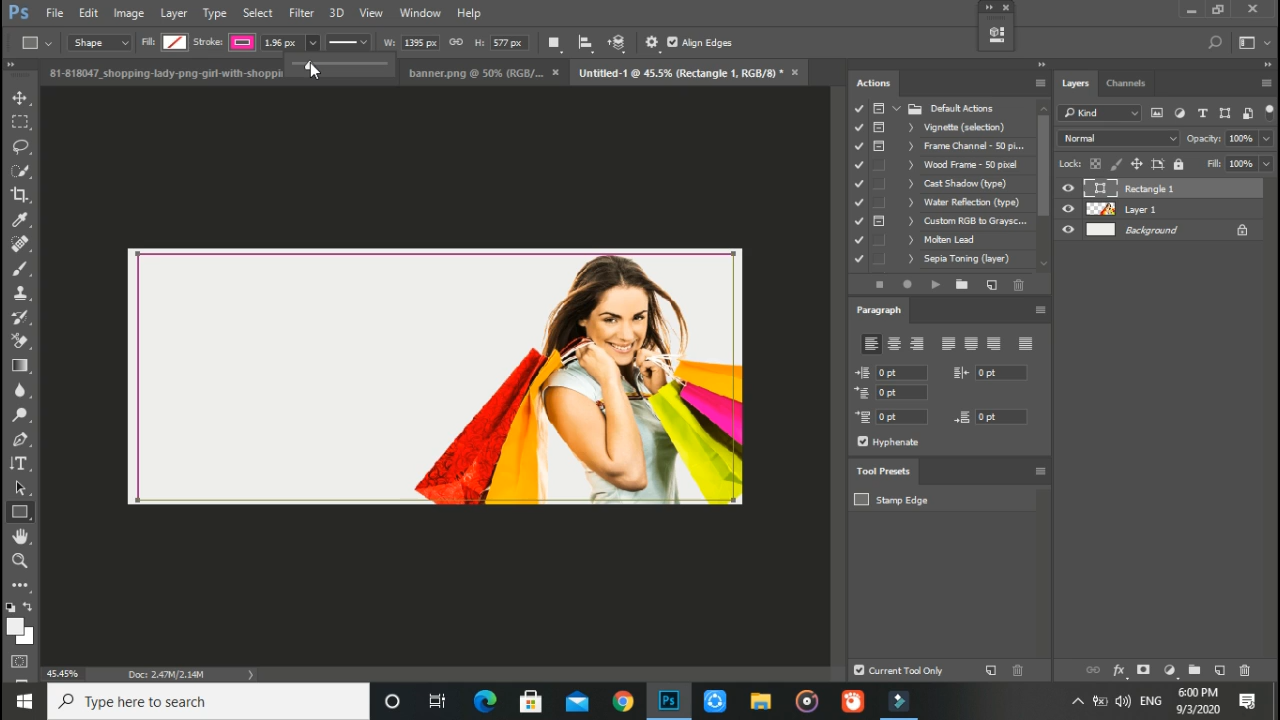 Ps File Edit Image Layer Type Select Filter 3D View Window Help
Shape Fill: Stroke: 1.96 px W: 1395 px H: 577 px Align Edges
81-818047_shopping-lady-png-girl-with-shoppi banner.png @ 50% (RGB/... × Untitled-1 @ 45.5% (Rectangle 1, RGB/8) * ×
Actions
Default Actions
Vignette (selection)
Frame Channel - 50 pi...
Wood Frame - 50 pixel
Cast Shadow (type)
Water Reflection (type)
Custom RGB to Graysc...
Molten Lead
Sepia Toning (layer)
Paragraph
0 pt 0 pt
0 pt
0 pt 0 pt
Hyphenate
Tool Presets
Stamp Edge
Current Tool Only
Layers Channels
Kind
Normal Opacity: 100%
Lock: Fill: 100%
Rectangle 1
Layer 1
Background
45.45% Doc: 2.47M/2.14M
Type here to search
Ps
ENG
6:00 PM
9/3/2020